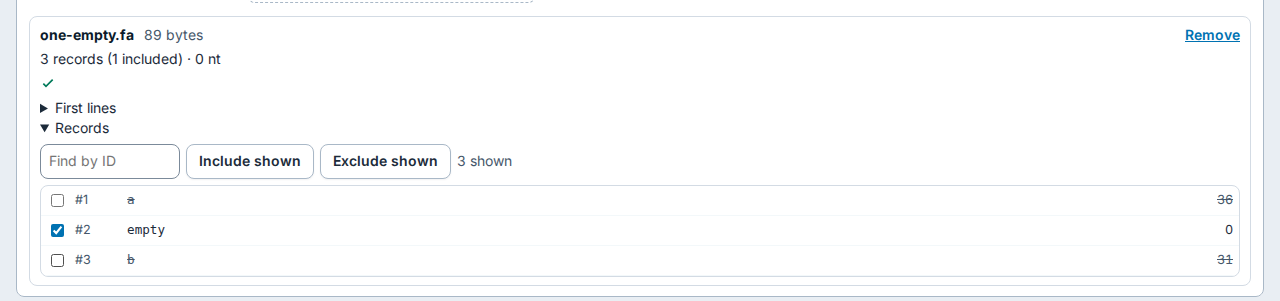 one-empty.fa 89 bytes Remove
3 records (1 included) · 0 nt
First lines
Records
Find by ID Include shown Exclude shown 3 shown
#1 a 36
#2 empty 0
#3 b 31